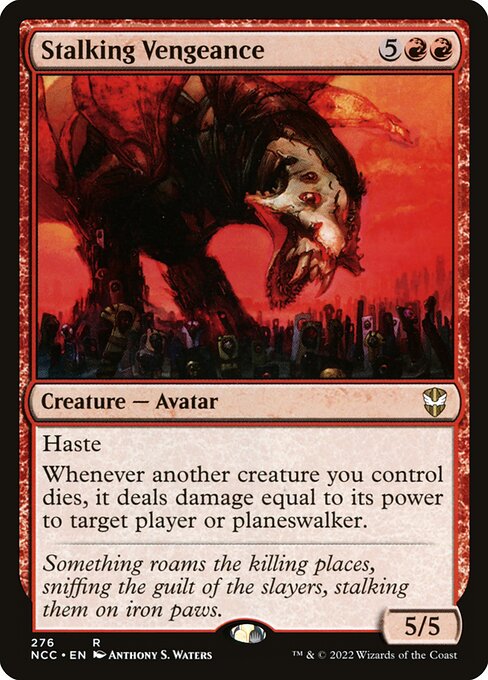 Stalking Vengeance 5
Creature — Avatar
Haste
Whenever another creature you control
dies, it deals damage equal to its power
to target player or planeswalker.
Something roams the killing places,
sniffing the guilt of the slayers, stalking
them on iron paws.
5/5
276 R
NCC • EN Anthony S. Waters
™ & © 2022 Wizards of the Coast